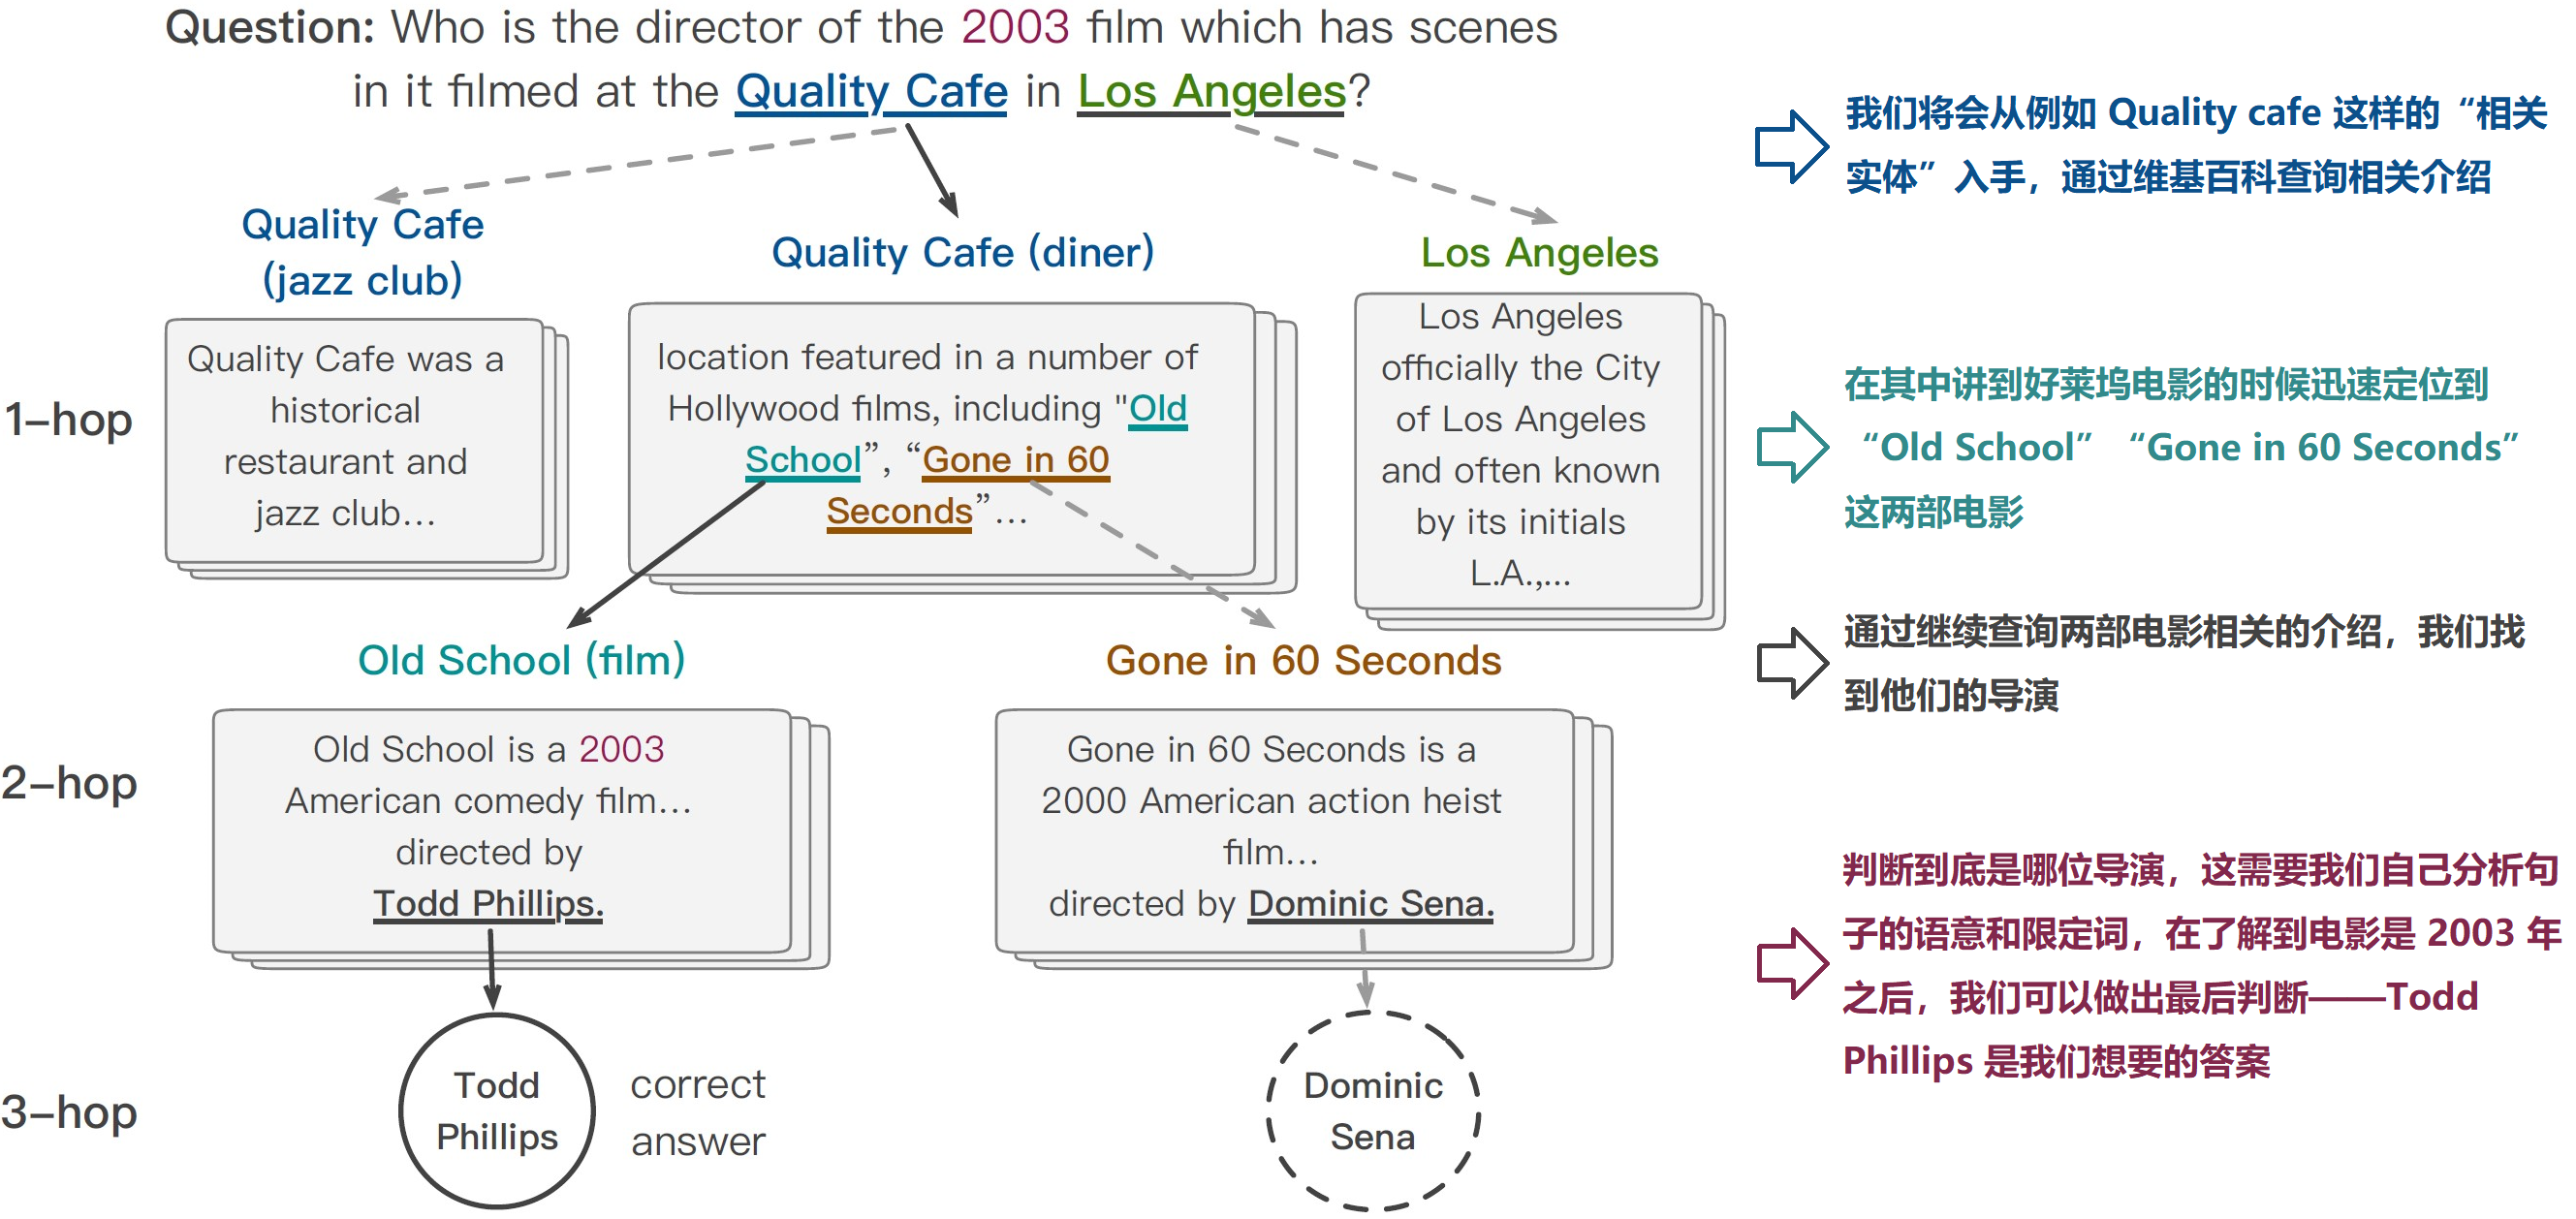 Question: Who is the director of the 2003 film which has scenes
in it filmed at the Quality Cafe in Los Angeles?
我们将会从例如 Quality cafe 这样的“相关
实体”入手，通过维基百科查询相关介绍
Quality Cafe
(jazz club)
Quality Cafe (diner)
Los Angeles
1-hop
Quality Cafe was a
historical
restaurant and
jazz club...
location featured in a number of
Hollywood films, including "Old
School”, “Gone in 60
Seconds”...
Los Angeles
officially the City
of Los Angeles
and often known
by its initials
L.A.,...
在其中讲到好莱坞电影的时候迅速定位到
“Old School” “Gone in 60 Seconds”
这两部电影
Old School (film)
Gone in 60 Seconds
通过继续查询两部电影相关的介绍，我们找
到他们的导演
2-hop
Old School is a 2003
American comedy film...
directed by
Todd Phillips.
Gone in 60 Seconds is a
2000 American action heist
film...
directed by Dominic Sena.
判断到底是哪位导演，这需要我们自己分析句
子的语意和限定词，在了解到电影是 2003 年
之后，我们可以做出最后判断——Todd
Phillips 是我们想要的答案
3-hop
Todd
Phillips
correct
answer
Dominic
Sena